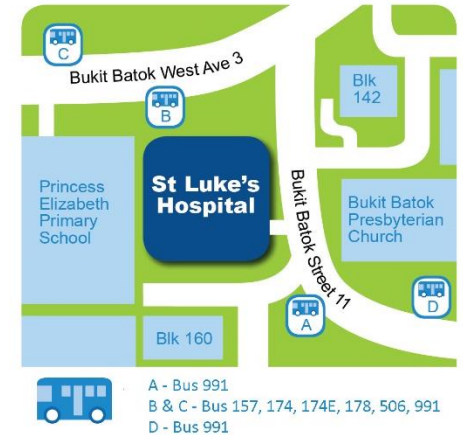 C
Bukit Batok West Ave 3
B
Blk
142
Princess
Elizabeth
Primary
School
St Luke's
Hospital
Bukit Batok Street 11
Bukit Batok
Presbyterian
Church
A
D
Blk 160
A - Bus 991
B & C - Bus 157, 174, 174E, 178, 506, 991
D - Bus 991